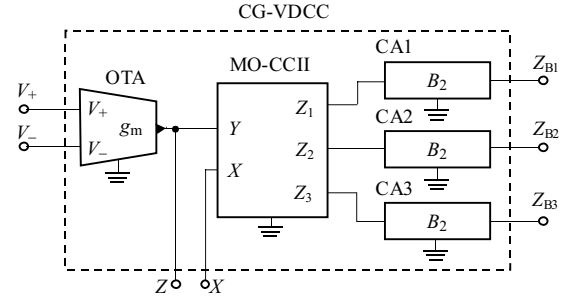 CG-VDCC
OTA
MO-CCII
CA1
CA2
CA3
V+
V−
V+
V−
gm
Y
X
Z1
Z2
Z3
B2
B2
B2
ZB1
ZB2
ZB3
Z
X